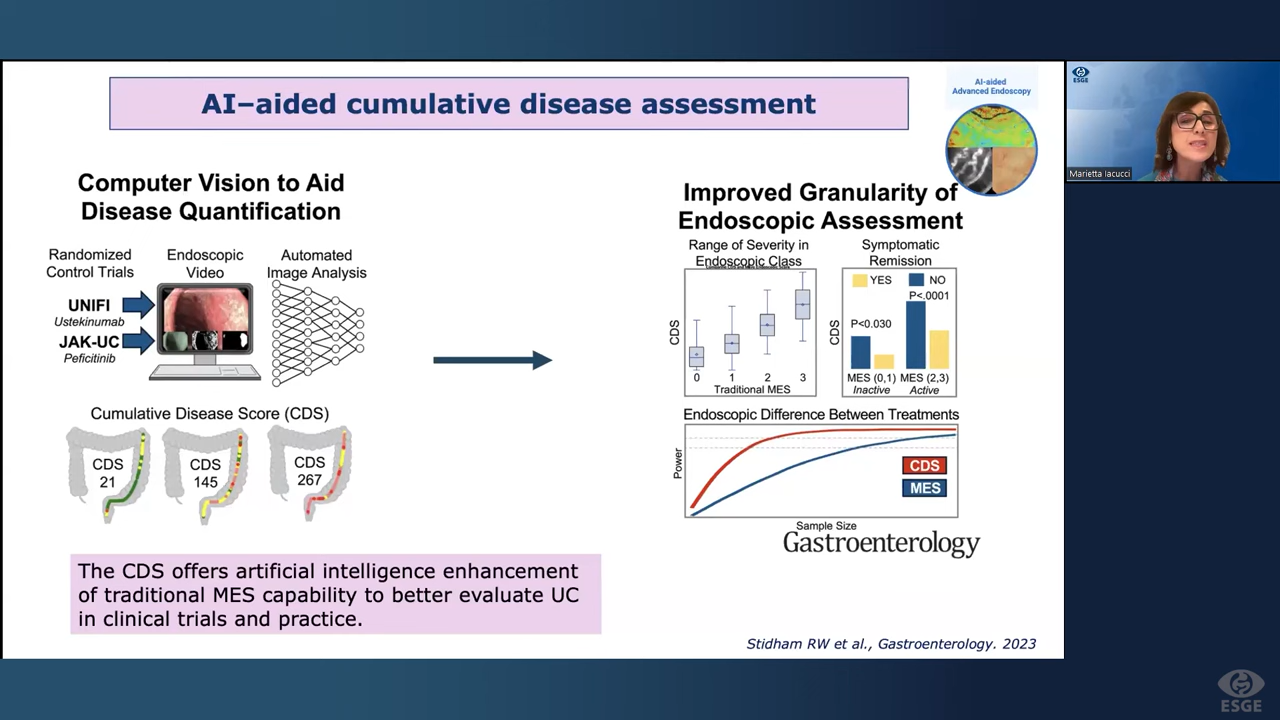 AI–aided cumulative disease assessment
AI-aided
Advanced Endoscopy
Computer Vision to Aid
Disease Quantification
Randomized
Control Trials
Endoscopic
Video
Automated
Image Analysis
UNIFI
Ustekinumab
JAK-UC
Peficitinib
Cumulative Disease Score (CDS)
CDS
21
CDS
145
CDS
267
The CDS offers artificial intelligence enhancement
of traditional MES capability to better evaluate UC
in clinical trials and practice.
Improved Granularity of
Endoscopic Assessment
Range of Severity in
Endoscopic Class
CDS
0 1 2 3
Traditional MES
Symptomatic
Remission
YES NO
P<.0001
P<0.030
CDS
MES (0,1) MES (2,3)
Inactive Active
Endoscopic Difference Between Treatments
Power
CDS
MES
Sample Size
Gastroenterology
Stidham RW et al., Gastroenterology. 2023
ESGE
Marietta Iacucci
ESGE